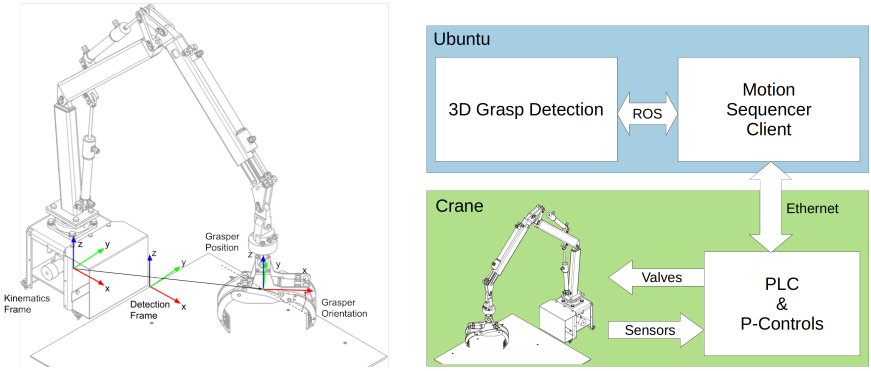 Grasper
Position
z
y
x
z
y
x
z
y
x
Kinematics
Frame
Detection
Frame
Grasper
Orientation
Ubuntu
3D Grasp Detection
ROS
Motion
Sequencer
Client
Crane
Ethernet
Valves
Sensors
PLC
&
P-Controls